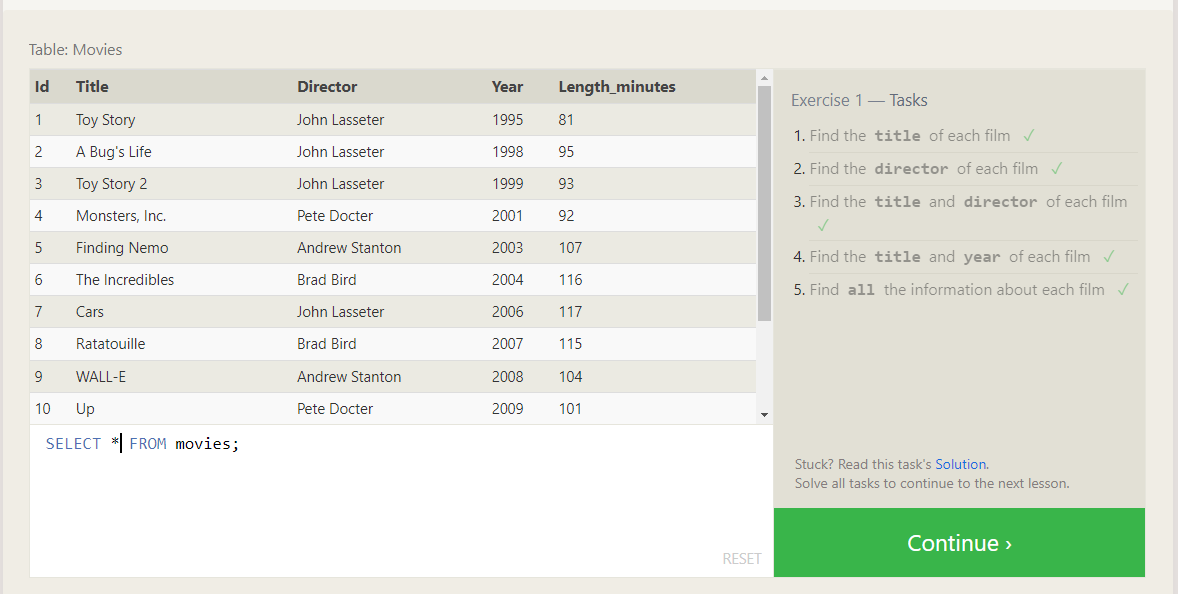 Table: Movies
Id Title Director Year Length_minutes
1 Toy Story John Lasseter 1995 81
2 A Bug's Life John Lasseter 1998 95
3 Toy Story 2 John Lasseter 1999 93
4 Monsters, Inc. Pete Docter 2001 92
5 Finding Nemo Andrew Stanton 2003 107
6 The Incredibles Brad Bird 2004 116
7 Cars John Lasseter 2006 117
8 Ratatouille Brad Bird 2007 115
9 WALL-E Andrew Stanton 2008 104
10 Up Pete Docter 2009 101
SELECT * FROM movies;
RESET
Exercise 1 — Tasks
1. Find the title of each film ✓
2. Find the director of each film ✓
3. Find the title and director of each film
✓
4. Find the title and year of each film ✓
5. Find all the information about each film ✓
Stuck? Read this task's Solution.
Solve all tasks to continue to the next lesson.
Continue ›